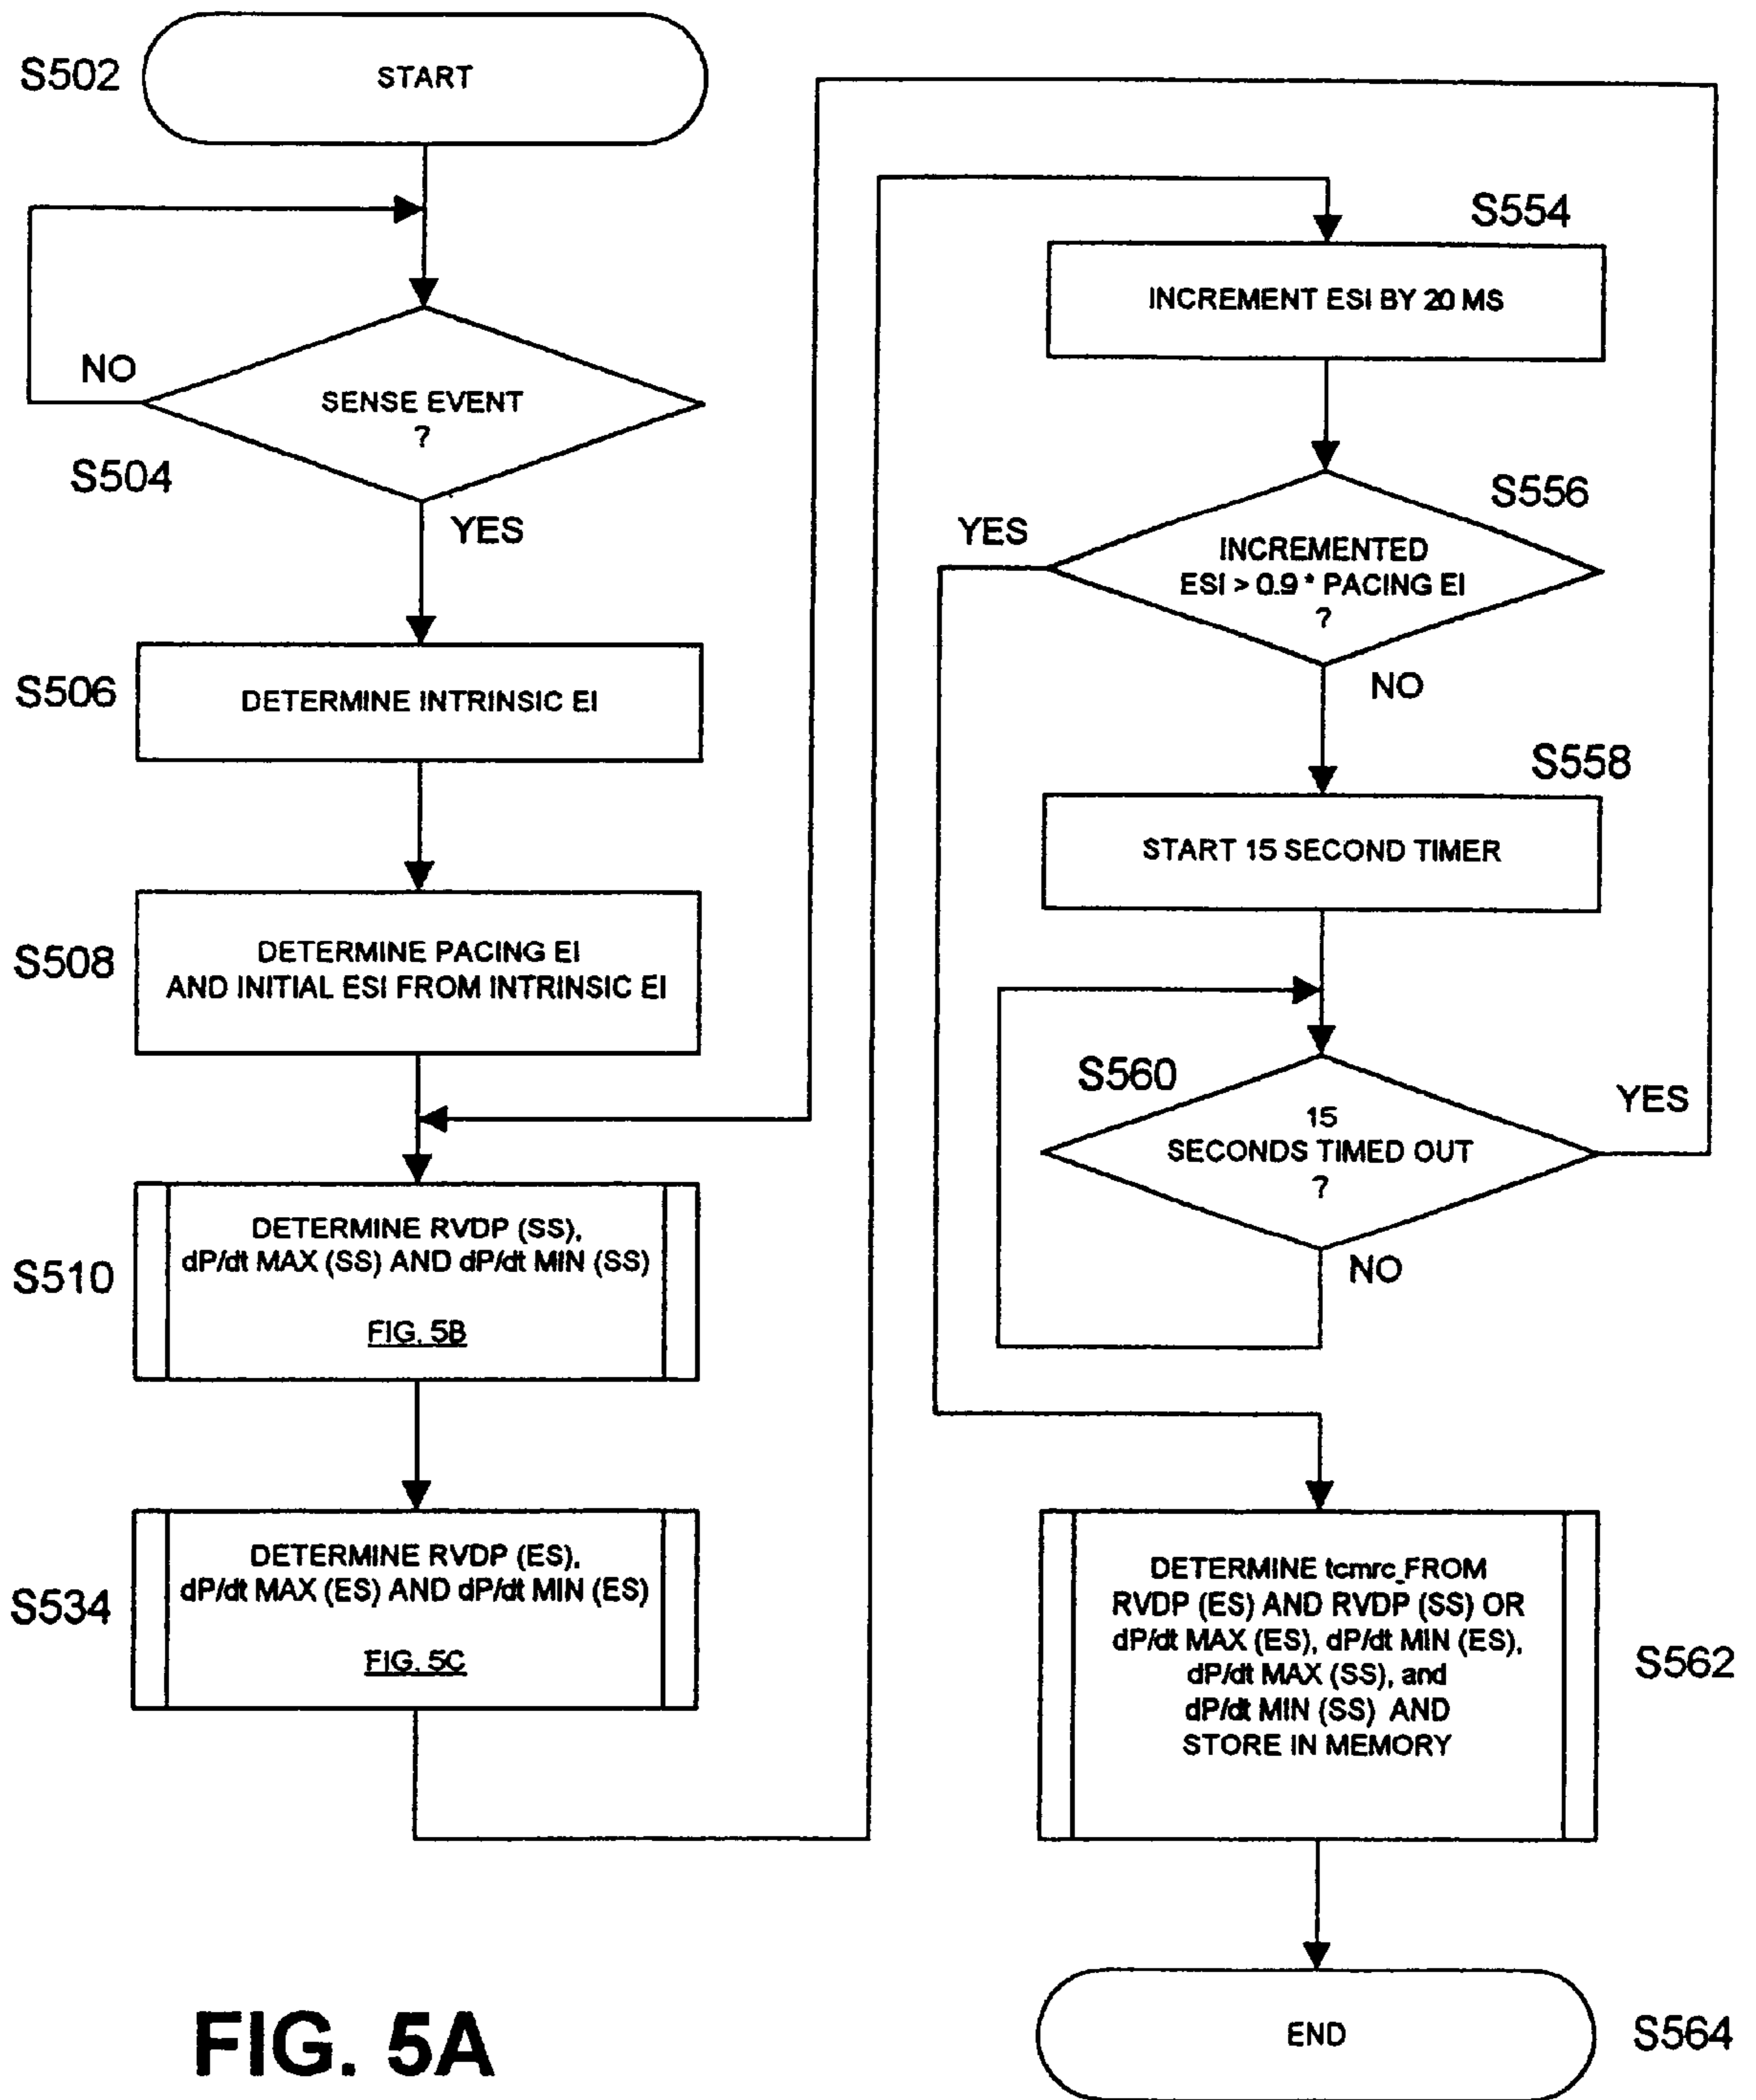 S502
START
NO
SENSE EVENT
?
S504
YES
S506
DETERMINE INTRINSIC EI
S508
DETERMINE PACING EI
AND INITIAL ESI FROM INTRINSIC EI
S510
DETERMINE RVDP (SS),
dP/dt MAX (SS) AND dP/dt MIN (SS)
FIG. 5B
S534
DETERMINE RVDP (ES),
dP/dt MAX (ES) AND dP/dt MIN (ES)
FIG. 5C
S554
INCREMENT ESI BY 20 MS
S556
YES
INCREMENTED
ESI > 0.9 * PACING EI
?
NO
S558
START 15 SECOND TIMER
S560
15
SECONDS TIMED OUT
?
YES
NO
DETERMINE tcmrc_FROM
RVDP (ES) AND RVDP (SS) OR
dP/dt MAX (ES), dP/dt MIN (ES),
dP/dt MAX (SS), and
dP/dt MIN (SS) AND
STORE IN MEMORY
S562
END
S564
FIG. 5A